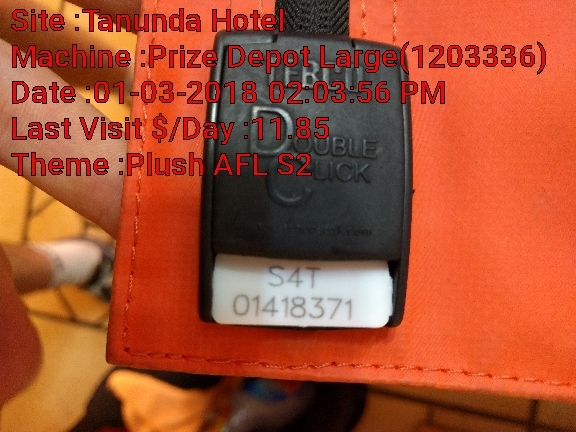 Site :Tanunda Hotel
Machine :Prize Depot Large(1203336)
Date :01-03-2018 02:03:56 PM
Last Visit $/Day :11.85
Theme :Plush AFL S2
DOUBLE
CLICK
S4T
01418371